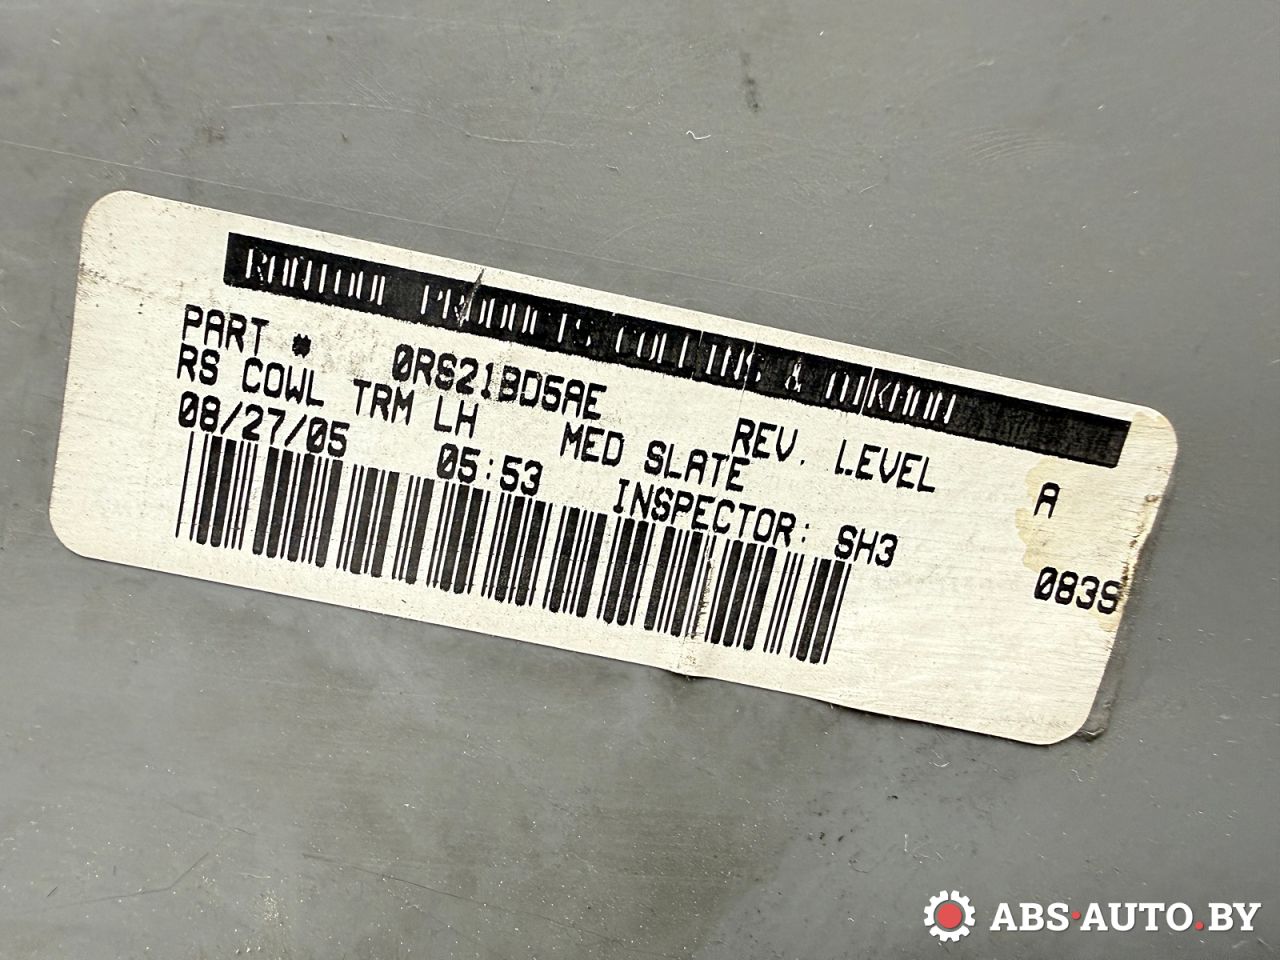 RANTOUL PRODUCTS COLLINS & AIKMAN
PART # 0RS21BD5AE REV. LEVEL A
RS COWL TRM LH MED SLATE
08/27/05 05:53 INSPECTOR: SH3 083S
ABS·AUTO.BY